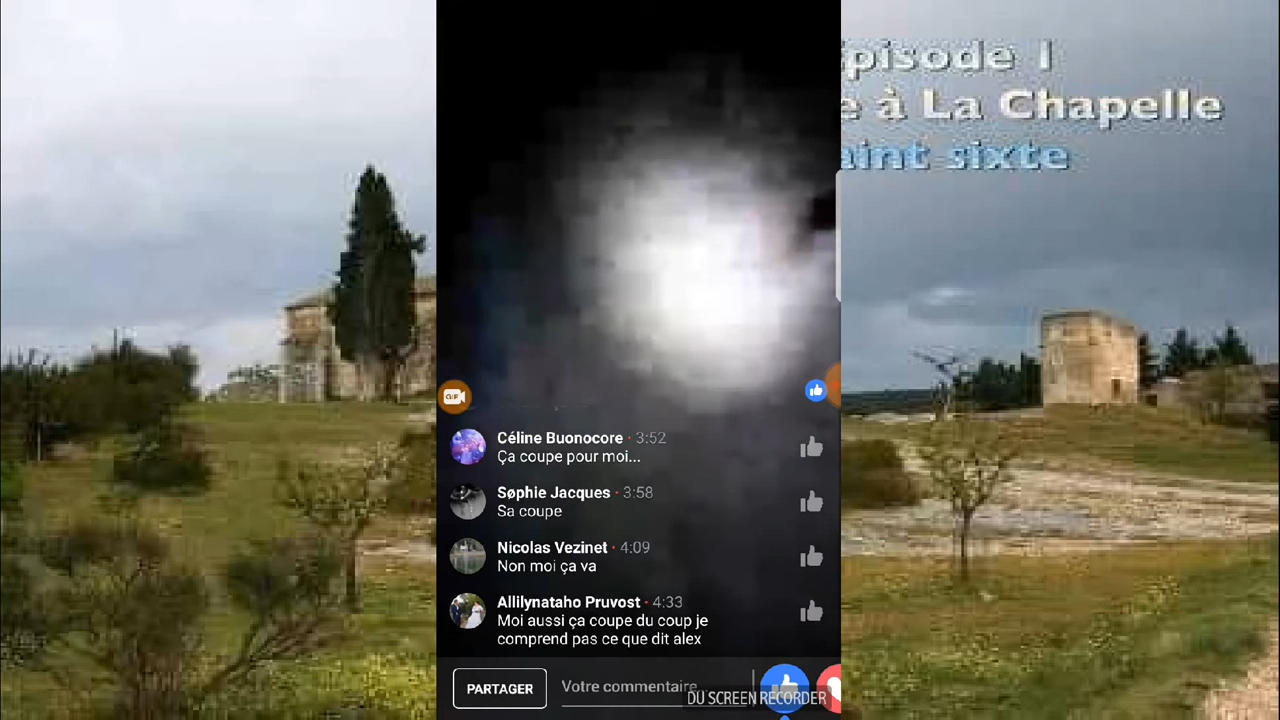 pisode 1
e à La Chapelle
aint sixte
GIF
Céline Buonocore · 3:52
Ça coupe pour moi...
Søphie Jacques · 3:58
Sa coupe
Nicolas Vezinet · 4:09
Non moi ça va
Allilynataho Pruvost · 4:33
Moi aussi ça coupe du coup je
comprend pas ce que dit alex
PARTAGER
Votre commentaire
DU SCREEN RECORDER